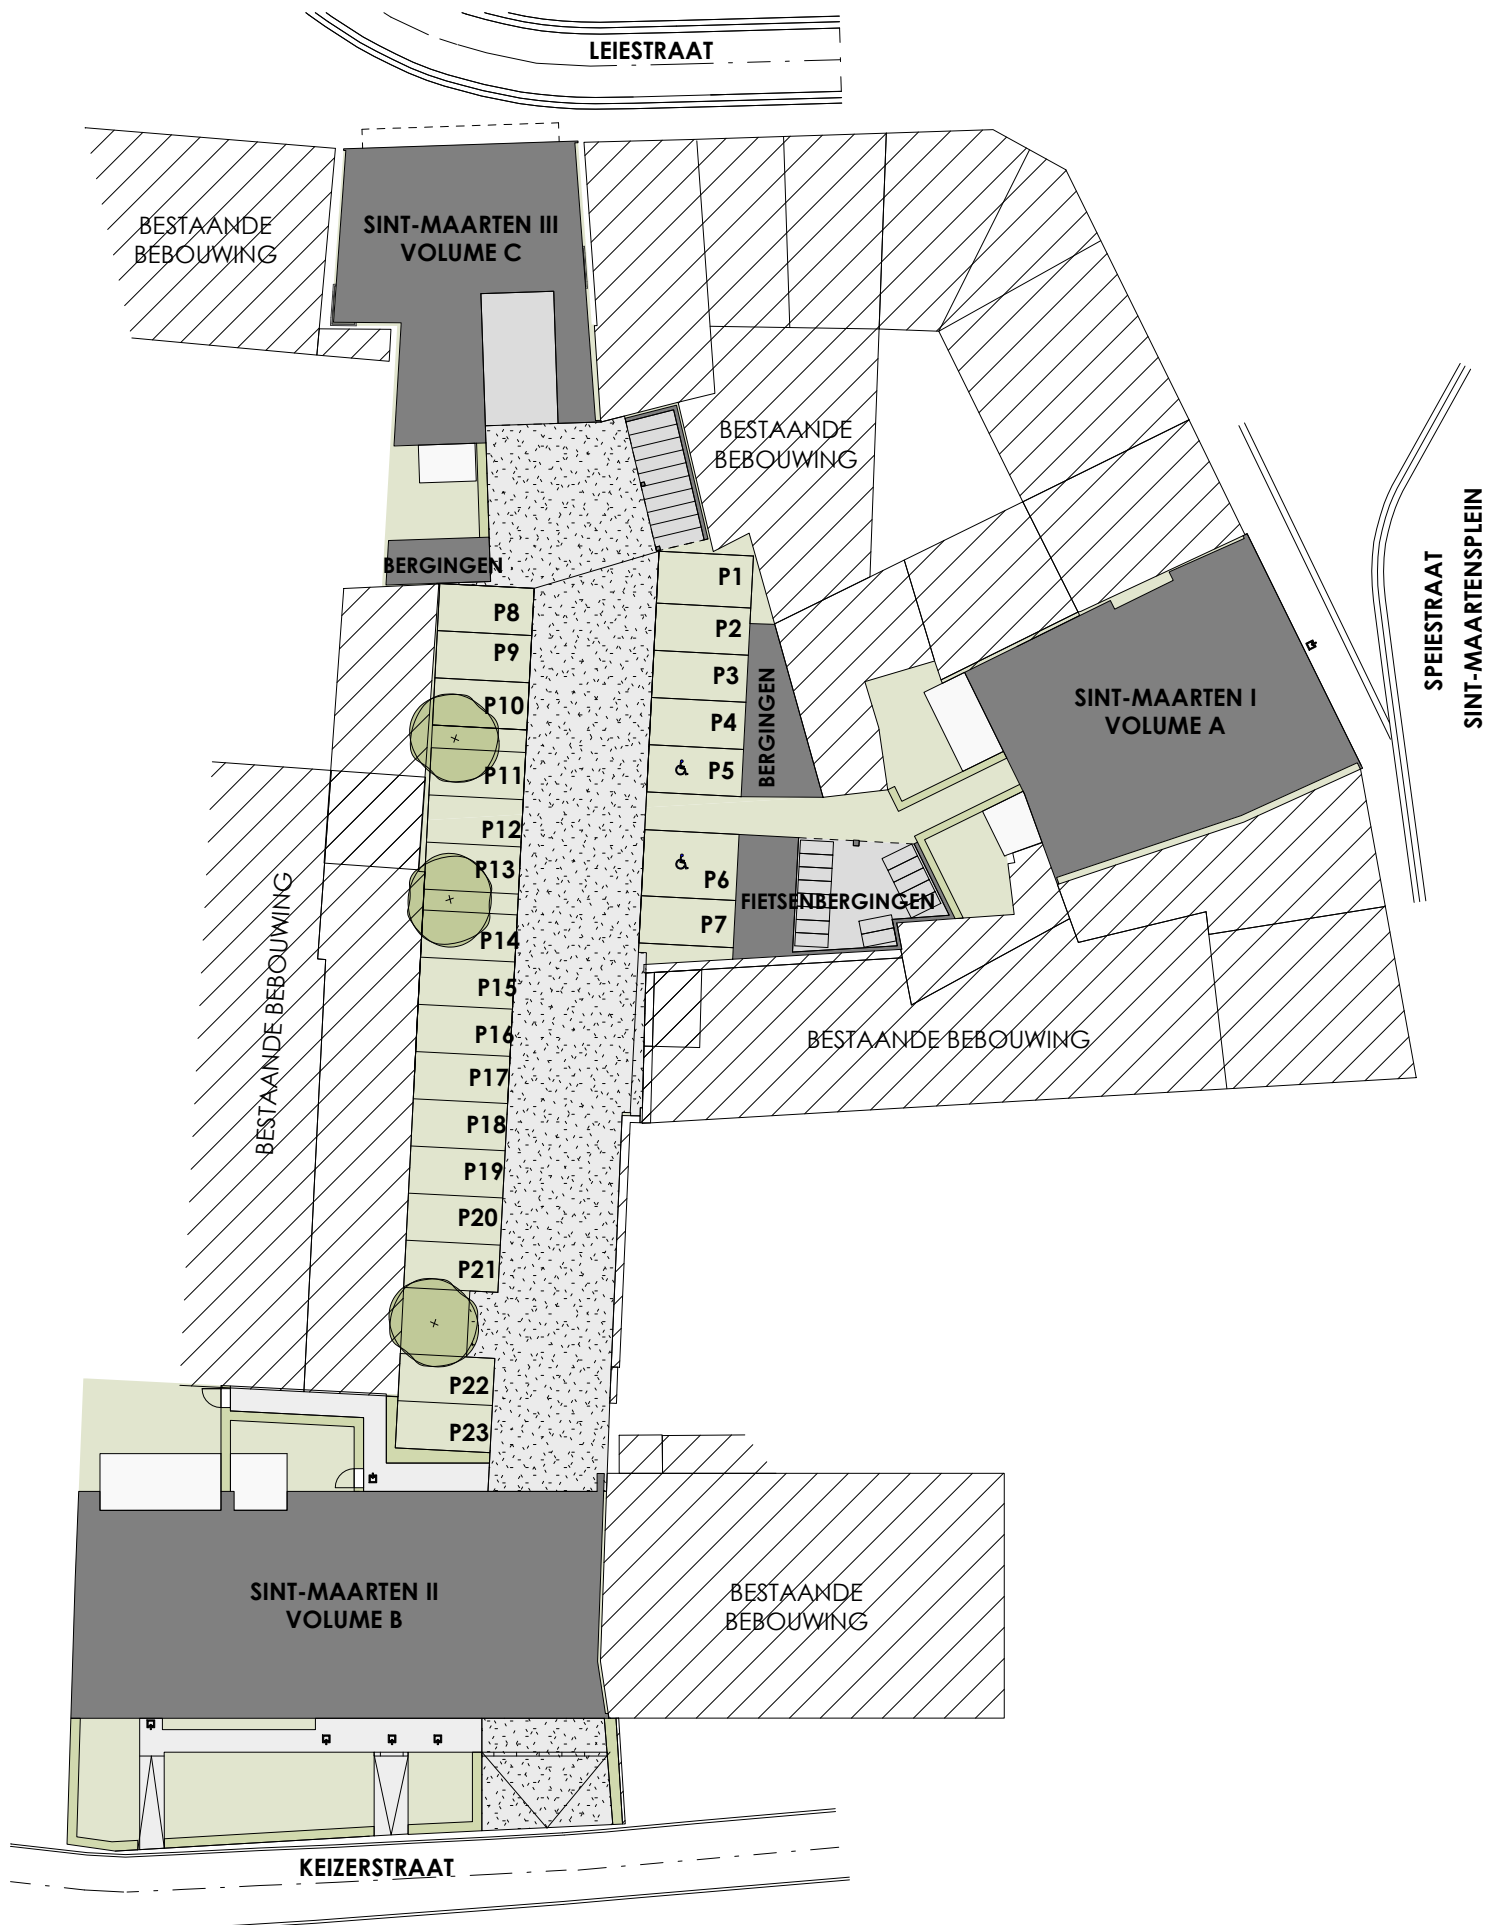 LEIESTRAAT
BESTAANDE
BEBOUWING
SINT-MAARTEN III
VOLUME C
BESTAANDE
BEBOUWING
SPEIESTRAAT
SINT-MAARTENSPLEIN
BERGINGEN
P1
P2
P3
P4
P5
BERGINGEN
P8
P9
P10
P11
P12
P13
P14
P15
P16
P17
P18
P19
P20
P21
P22
P23
SINT-MAARTEN I
VOLUME A
P6
P7
FIETSENBERGINGEN
BESTAANDE BEBOUWING
BESTAANDE BEBOUWING
SINT-MAARTEN II
VOLUME B
BESTAANDE
BEBOUWING
KEIZERSTRAAT